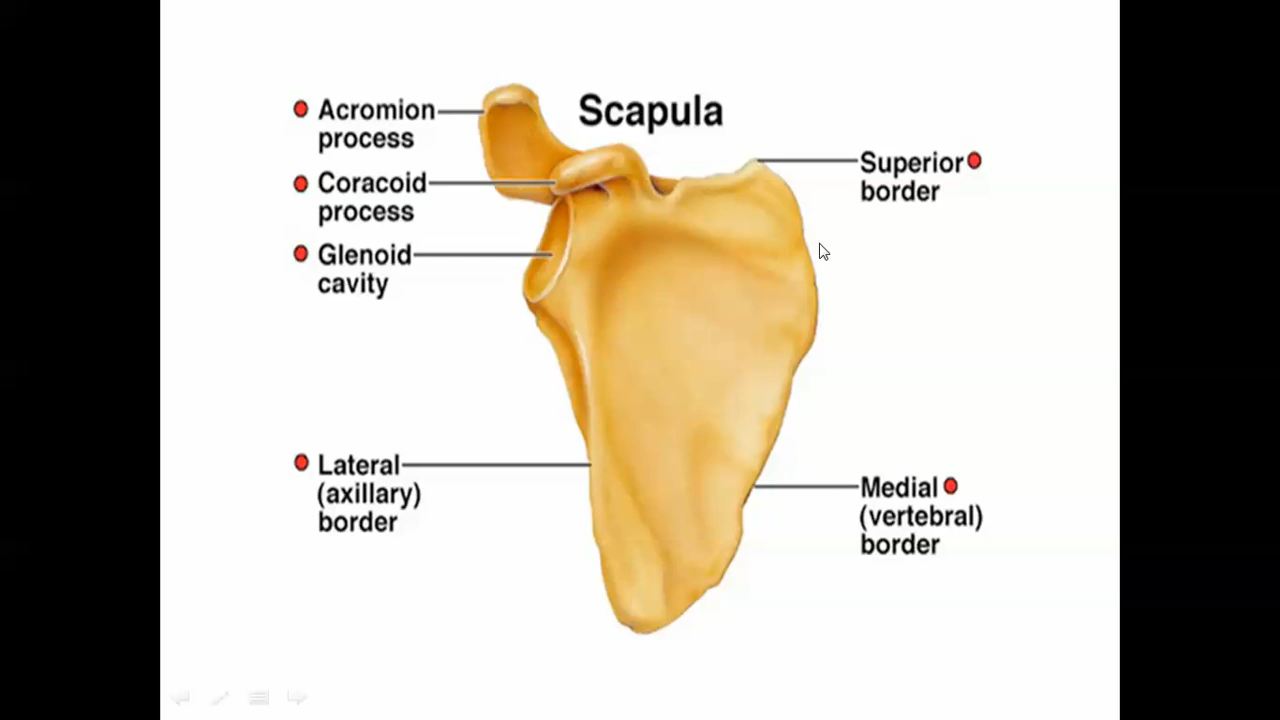 Scapula
Acromion
process
Coracoid
process
Glenoid
cavity
Lateral
(axillary)
border
Superior
border
Medial
(vertebral)
border